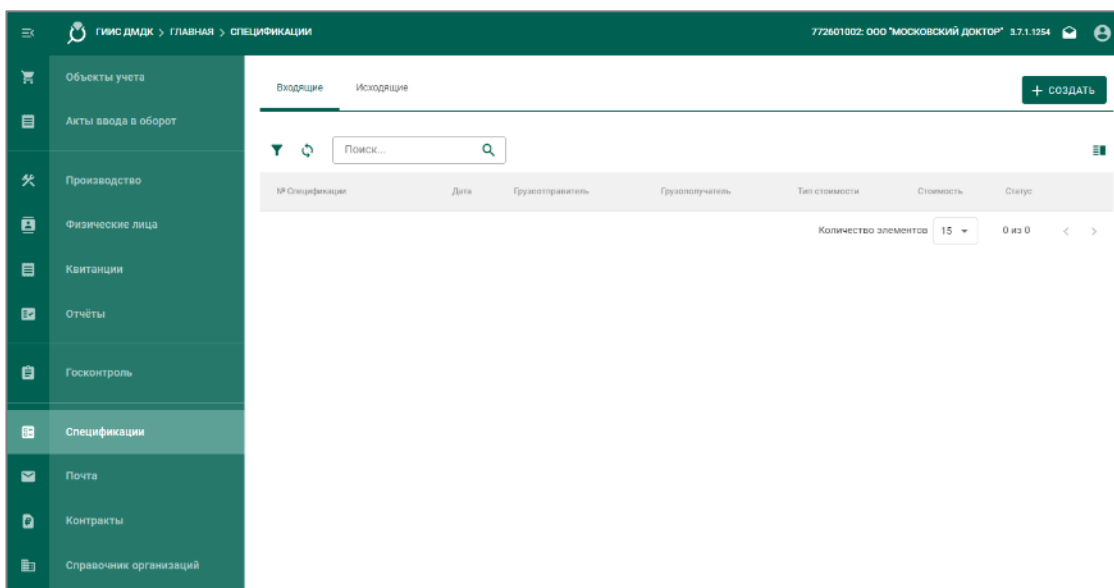 ГИИС ДМДК > ГЛАВНАЯ > СПЕЦИФИКАЦИИ
772601002: ООО "МОСКОВСКИЙ ДОКТОР" 3.7.1.1254
Объекты учета
Акты ввода в оборот
Производство
Физические лица
Квитанции
Отчёты
Госконтроль
Спецификации
Почта
Контракты
Справочник организаций
Входящие Исходящие
+ СОЗДАТЬ
Поиск...
№ Спецификации Дата Грузоотправитель Грузополучатель Тип стоимости Стоимость Статус
Количество элементов 15 0 из 0 < >